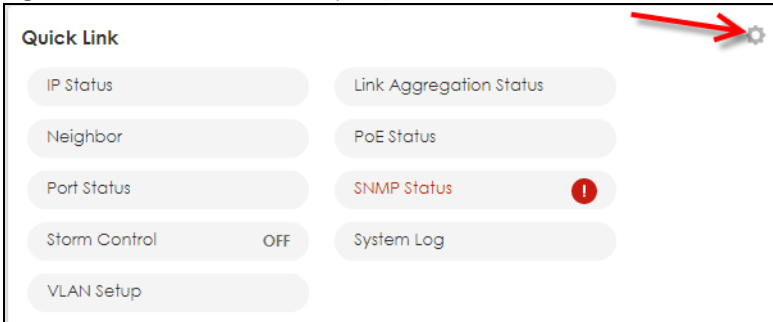 Quick Link
IP Status
Link Aggregation Status
Neighbor
PoE Status
Port Status
SNMP Status !
Storm Control OFF
System Log
VLAN Setup